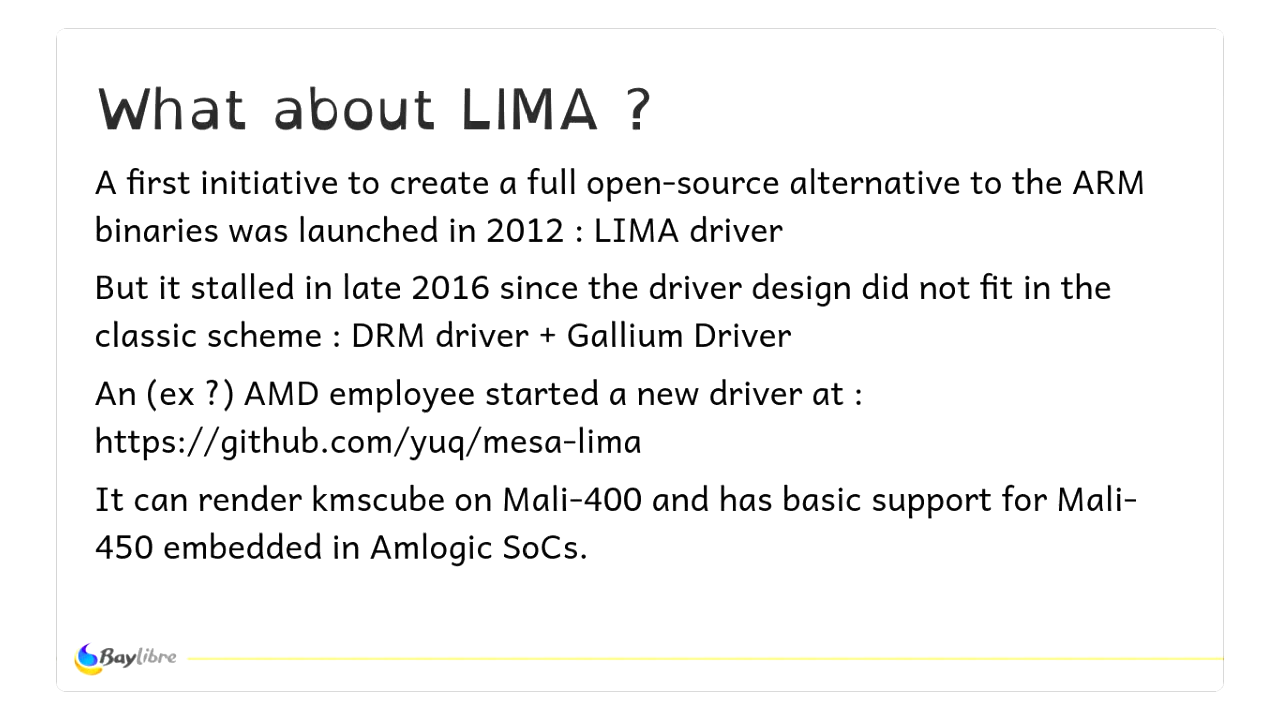 What about LIMA ?
A first initiative to create a full open-source alternative to the ARM
binaries was launched in 2012 : LIMA driver
But it stalled in late 2016 since the driver design did not fit in the
classic scheme : DRM driver + Gallium Driver
An (ex ?) AMD employee started a new driver at :
https://github.com/yuq/mesa-lima
It can render kmscube on Mali-400 and has basic support for Mali-
450 embedded in Amlogic SoCs.
Baylibre